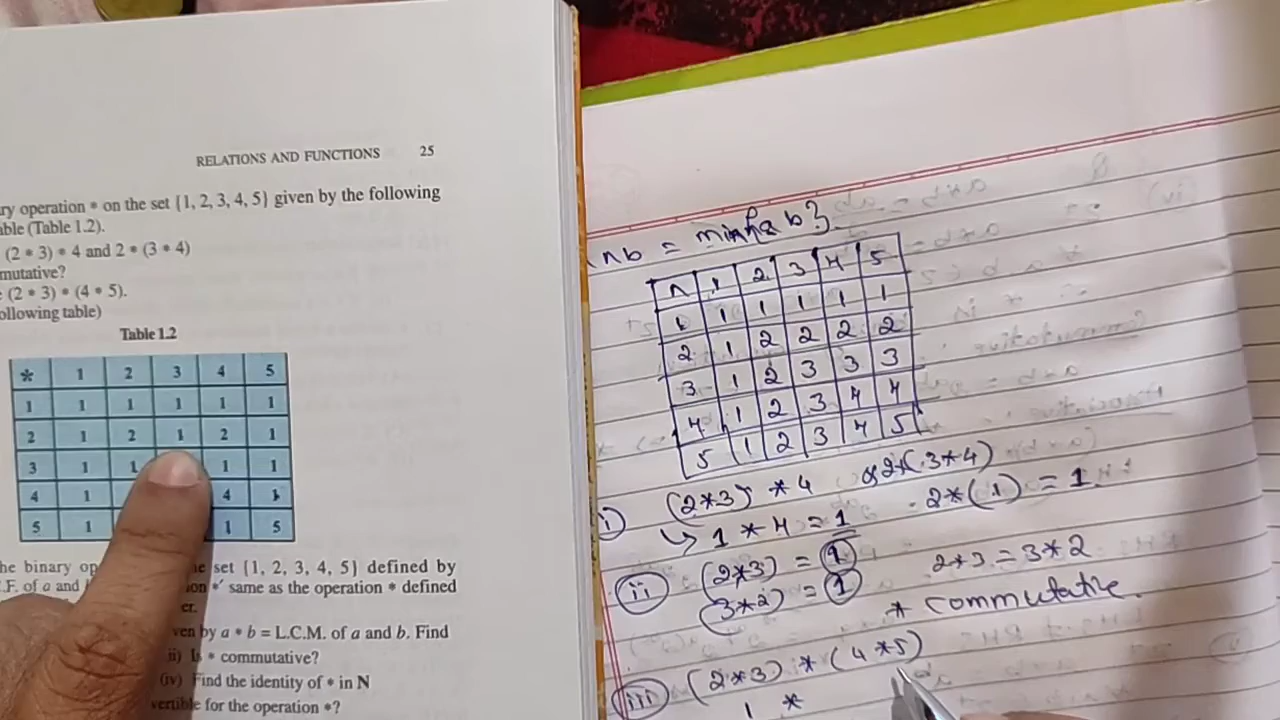 RELATIONS AND FUNCTIONS 25
ry operation * on the set {1, 2, 3, 4, 5} given by the following
able (Table 1.2).
(2 * 3) * 4 and 2 * (3 * 4)
mutative?
(2 * 3) * (4 * 5).
ollowing table)
Table 1.2
* 1 2 3 4 5
1 1 1 1 1 1
2 1 2 1 2 1
3 1 1 1 1
4 1 4 1
5 1 1 5
he binary op e set {1, 2, 3, 4, 5} defined by
.F. of a and ion *′ same as the operation * defined
er.
ven by a * b = L.C.M. of a and b. Find
ii) Is * commutative?
(iv) Find the identity of * in N
vertible for the operation *?
∧b = min{a b}
∧ 1 2 3 4 5
1 1 1 1 1 1
2 1 2 2 2 2
3 1 2 3 3 3
4 1 2 3 4 4
5 1 2 3 4 5
i) (2*3) * 4 & 2*(3*4)
↳ 1 * 4 = 1 2*(1) = 1
ii (2*3) = 1 2*3 = 3*2
(3*2) = 1
* commutative.
iii (2*3) * (4*5)
1 *